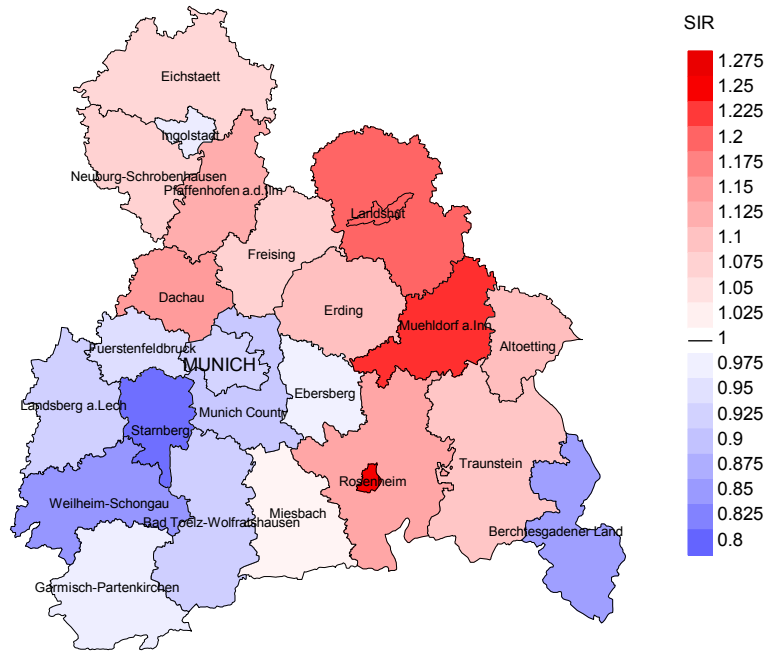 SIR
Eichstaett
Ingolstadt
Neuburg-Schrobenhausen
Pfaffenhofen a.d.Ilm
Landshut
Freising
Dachau
Erding
Muehldorf a.Inn
Altoetting
Fuerstenfeldbruck
MUNICH
Ebersberg
Landsberg a.Lech
Munich County
Starnberg
Traunstein
Rosenheim
Weilheim-Schongau
Miesbach
Bad Toelz-Wolfratshausen
Berchtesgadener Land
Garmisch-Partenkirchen
1.275
1.25
1.225
1.2
1.175
1.15
1.125
1.1
1.075
1.05
1.025
1
0.975
0.95
0.925
0.9
0.875
0.85
0.825
0.8